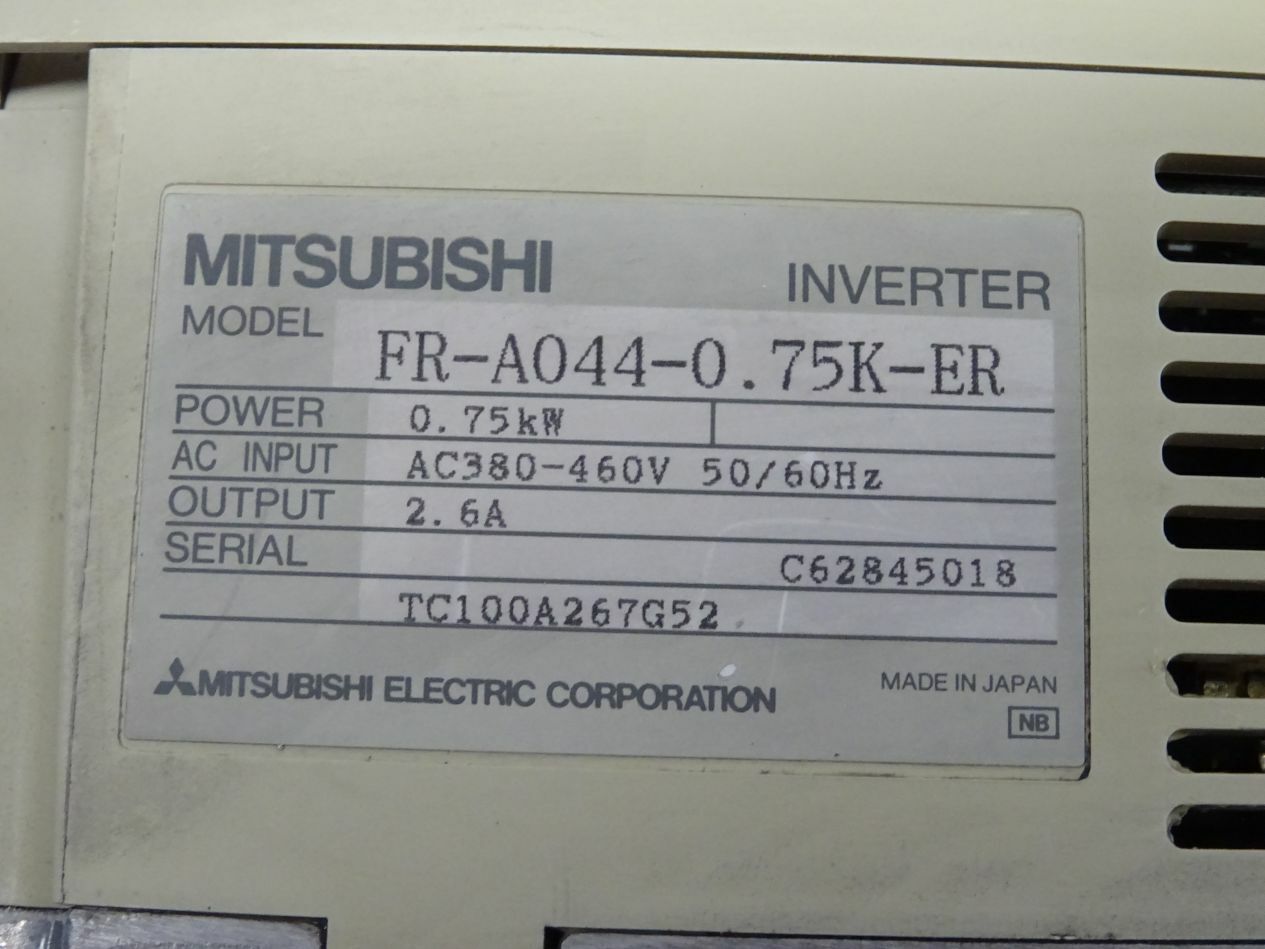 MITSUBISHI INVERTER
MODEL FR-A044-0.75K-ER
POWER 0.75kW
AC INPUT AC380-460V 50/60Hz
OUTPUT 2.6A
SERIAL C62845018
TC100A267G52
MITSUBISHI ELECTRIC CORPORATION MADE IN JAPAN
NB